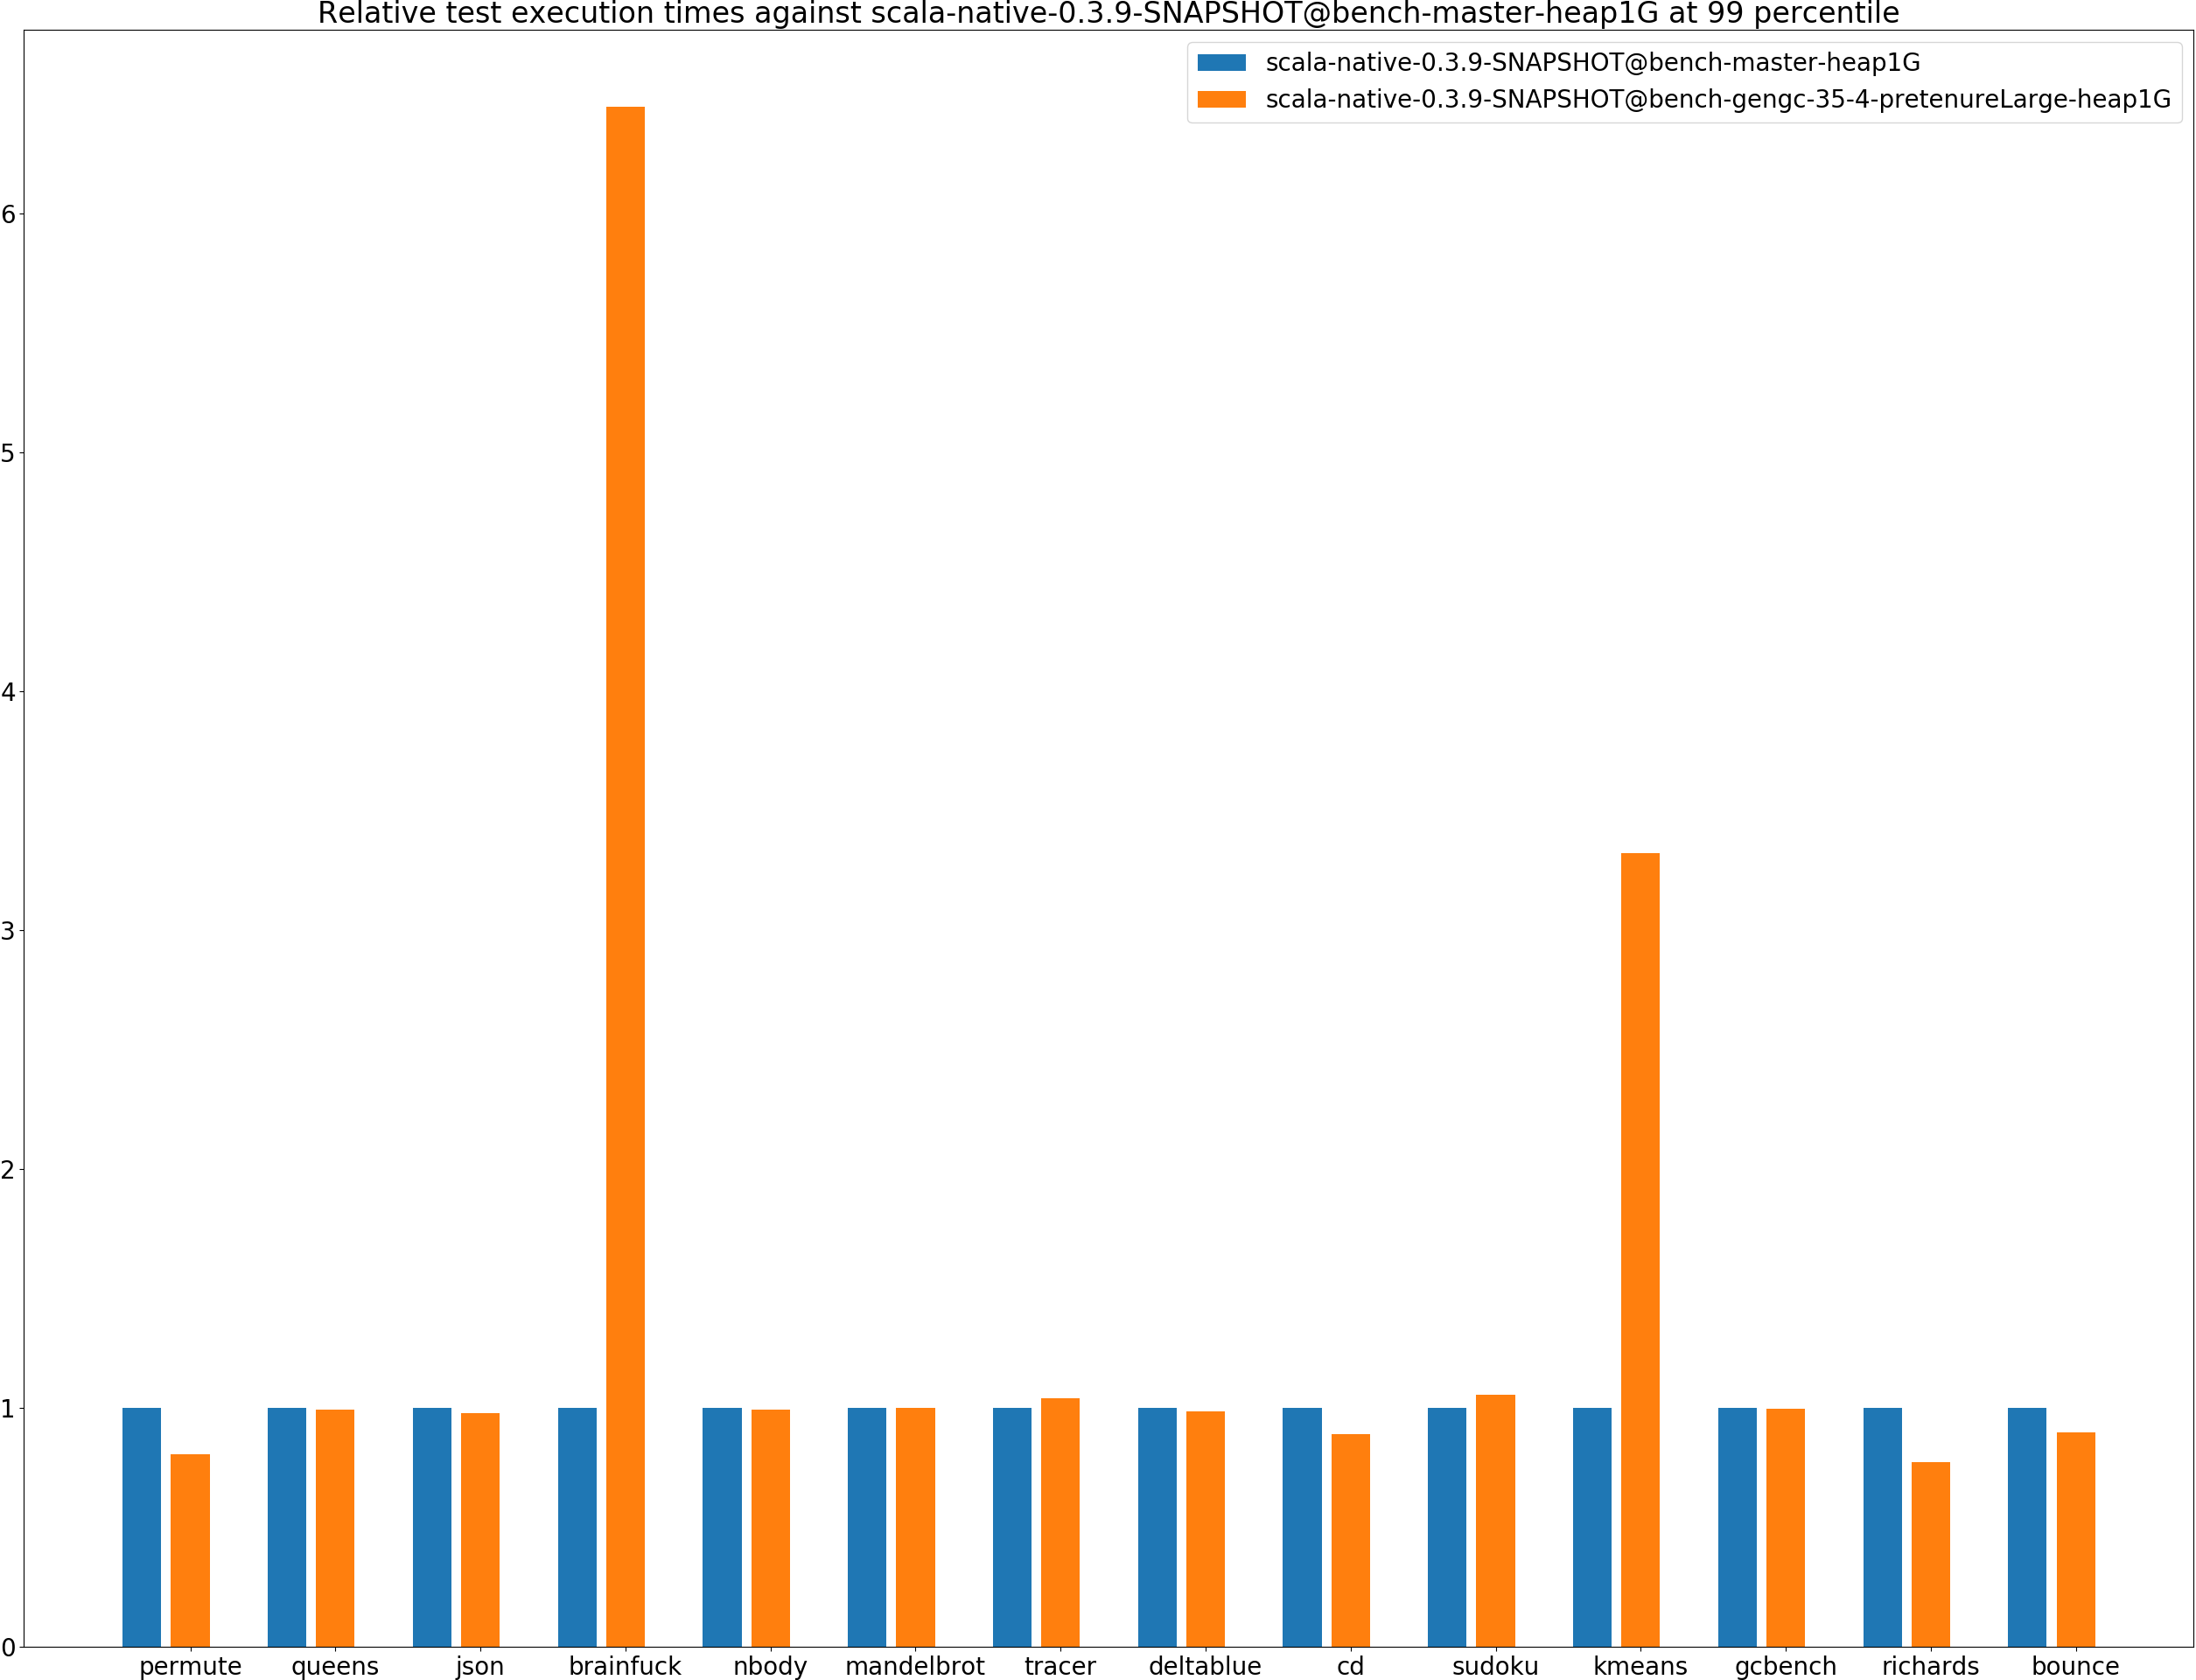 Relative test execution times against scala-native-0.3.9-SNAPSHOT@bench-master-heap1G at 99 percentile
scala-native-0.3.9-SNAPSHOT@bench-master-heap1G
scala-native-0.3.9-SNAPSHOT@bench-gengc-35-4-pretenureLarge-heap1G
6
5
4
3
2
1
0
permute queens json brainfuck nbody mandelbrot tracer deltablue cd sudoku kmeans gcbench richards bounce